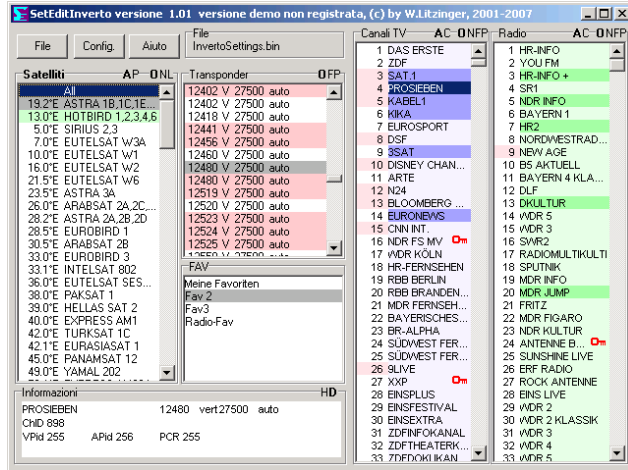 SetEditInverto versione 1.01 versione demo non registrata, (c) by W.Litzinger, 2001-2007
File
Config.
Aiuto
File
InvertoSettings.bin
Satelliti AP ONL
All
19.2°E ASTRA 1B,1C,1E...
13.0°E HOTBIRD 1,2,3,4,6
5.0°E SIRIUS 2,3
7.0°E EUTELSAT W3A
10.0°E EUTELSAT W1
16.0°E EUTELSAT W2
21.5°E EUTELSAT W6
23.5°E ASTRA 3A
26.0°E ARABSAT 2A,2C,...
28.2°E ASTRA 2A,2B,2D
28.5°E EUROBIRD 1
30.5°E ARABSAT 2B
33.0°E EUROBIRD 3
33.1°E INTELSAT 802
36.0°E EUTELSAT SES...
38.0°E PAKSAT 1
39.0°E HELLAS SAT 2
40.0°E EXPRESS AM1
42.0°E TURKSAT 1C
42.1°E EURASIASAT 1
45.0°E PANAMSAT 12
49.0°E YAMAL 202
Transponder OFP
12402 V 27500 auto
12402 V 27500 auto
12418 V 27500 auto
12441 V 27500 auto
12456 V 27500 auto
12460 V 27500 auto
12480 V 27500 auto
12480 V 27500 auto
12519 V 27500 auto
12520 V 27500 auto
12523 V 27500 auto
12524 V 27500 auto
12525 V 27500 auto
FAV
Meine Favoriten
Fav 2
Fav3
Radio-Fav
Informazioni HD
PROSIEBEN 12480 vert27500 auto
ChID 898
VPid 255 APid 256 PCR 255
Canali TV AC ONFP
1 DAS ERSTE
2 ZDF
3 SAT.1
4 PROSIEBEN
5 KABEL1
6 KIKA
7 EUROSPORT
8 DSF
9 3SAT
10 DISNEY CHAN...
11 ARTE
12 N24
13 BLOOMBERG ...
14 EURONEWS
15 CNN INT.
16 NDR FS MV
17 WDR KÖLN
18 HR-FERNSEHEN
19 RBB BERLIN
20 RBB BRANDEN...
21 MDR FERNSEH...
22 BAYERISCHES...
23 BR-ALPHA
24 SÜDWEST FER...
25 SÜDWEST FER...
26 9LIVE
27 XXP
28 EINSPLUS
29 EINSFESTIVAL
30 EINSEXTRA
31 ZDFINFOKANAL
32 ZDFTHEATERK...
33 ZDFDOKUKAN
Radio AC ONFP
1 HR-INFO
2 YOU FM
3 HR-INFO +
4 SR1
5 NDR INFO
6 BAYERN 1
7 HR2
8 NORDWESTRAD...
9 NEW AGE
10 B5 AKTUELL
11 BAYERN 4 KLA...
12 DLF
13 DKULTUR
14 WDR 5
15 WDR 3
16 SWR2
17 RADIOMULTIKULTI
18 SPUTNIK
19 MDR INFO
20 MDR JUMP
21 FRITZ
22 MDR FIGARO
23 NDR KULTUR
24 ANTENNE B...
25 SUNSHINE LIVE
26 ERF RADIO
27 ROCK ANTENNE
28 EINS LIVE
29 WDR 2
30 WDR 2 KLASSIK
31 WDR 3
32 WDR 4
33 WDR 5